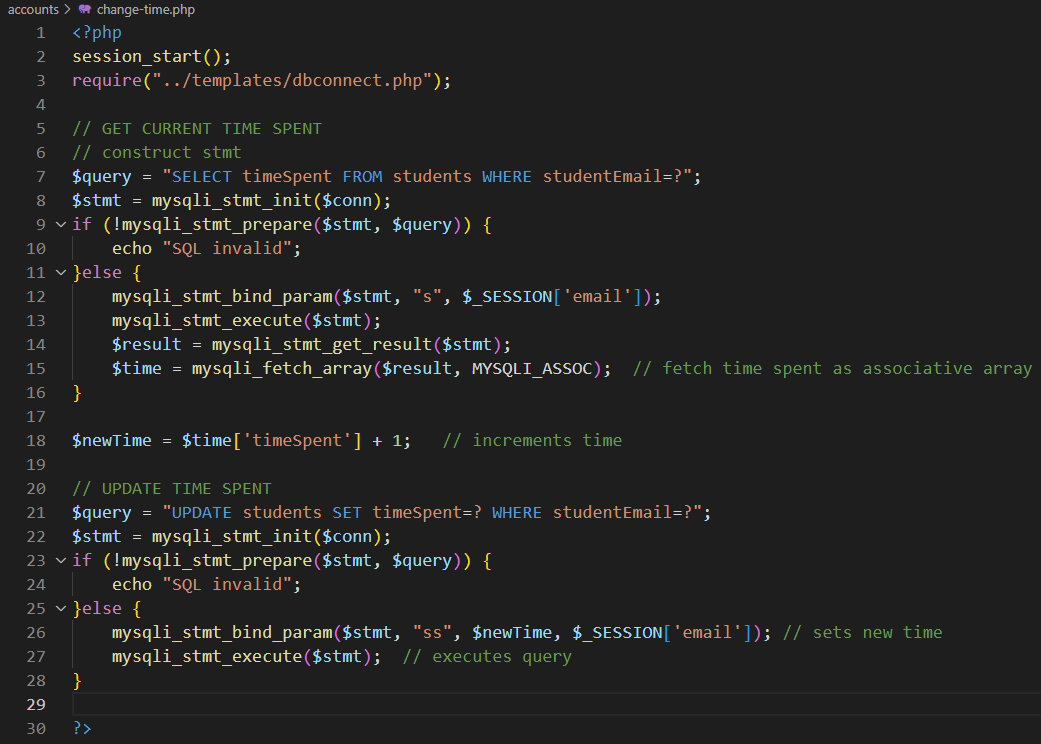 accounts > change-time.php
1 <?php
2 session_start();
3 require("../templates/dbconnect.php");
4
5 // GET CURRENT TIME SPENT
6 // construct stmt
7 $query = "SELECT timeSpent FROM students WHERE studentEmail=?";
8 $stmt = mysqli_stmt_init($conn);
9 if (!mysqli_stmt_prepare($stmt, $query)) {
10     echo "SQL invalid";
11 }else {
12     mysqli_stmt_bind_param($stmt, "s", $_SESSION['email']);
13     mysqli_stmt_execute($stmt);
14     $result = mysqli_stmt_get_result($stmt);
15     $time = mysqli_fetch_array($result, MYSQLI_ASSOC);  // fetch time spent as associative array
16 }
17
18 $newTime = $time['timeSpent'] + 1;   // increments time
19
20 // UPDATE TIME SPENT
21 $query = "UPDATE students SET timeSpent=? WHERE studentEmail=?";
22 $stmt = mysqli_stmt_init($conn);
23 if (!mysqli_stmt_prepare($stmt, $query)) {
24     echo "SQL invalid";
25 }else {
26     mysqli_stmt_bind_param($stmt, "ss", $newTime, $_SESSION['email']); // sets new time
27     mysqli_stmt_execute($stmt);  // executes query
28 }
29
30 ?>